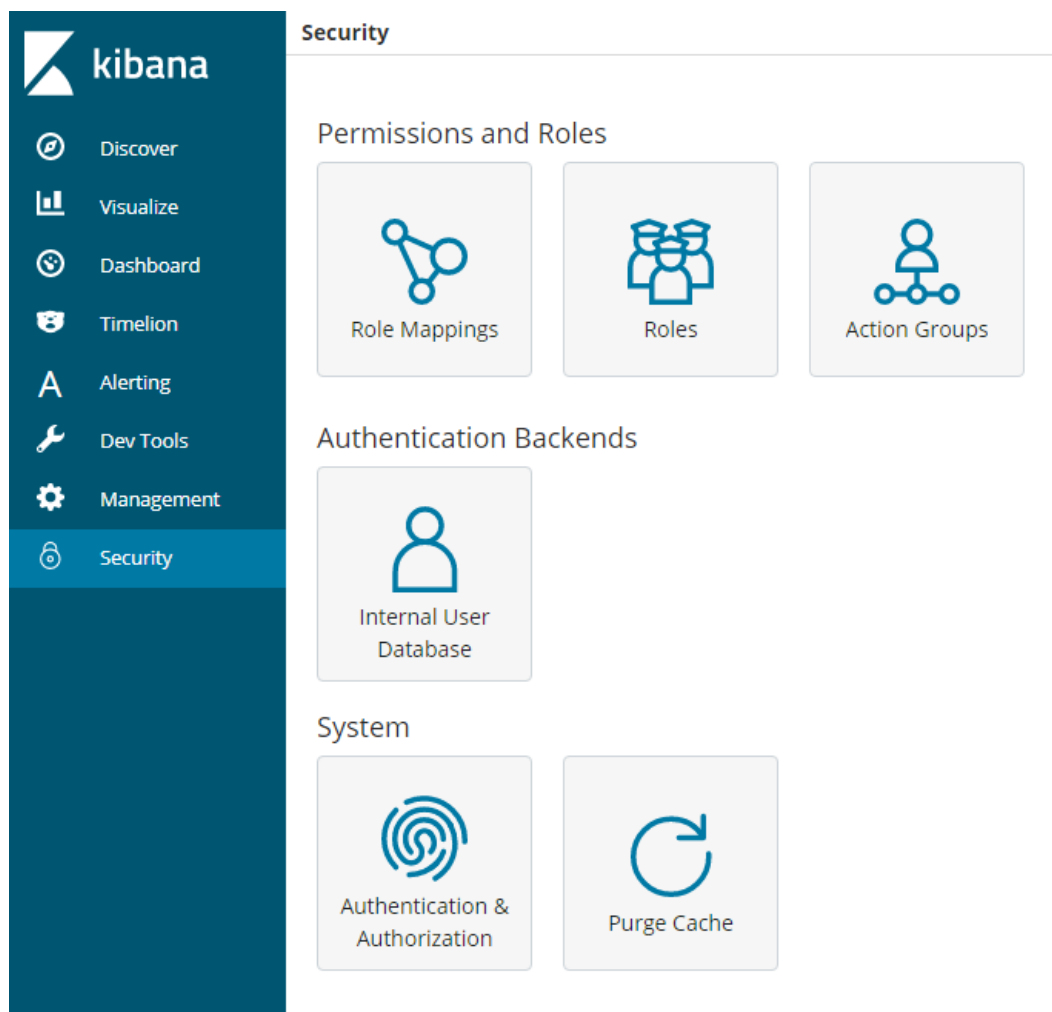 kibana
Discover
Visualize
Dashboard
Timelion
Alerting
Dev Tools
Management
Security
Security
Permissions and Roles
Role Mappings
Roles
Action Groups
Authentication Backends
Internal User
Database
System
Authentication &
Authorization
Purge Cache